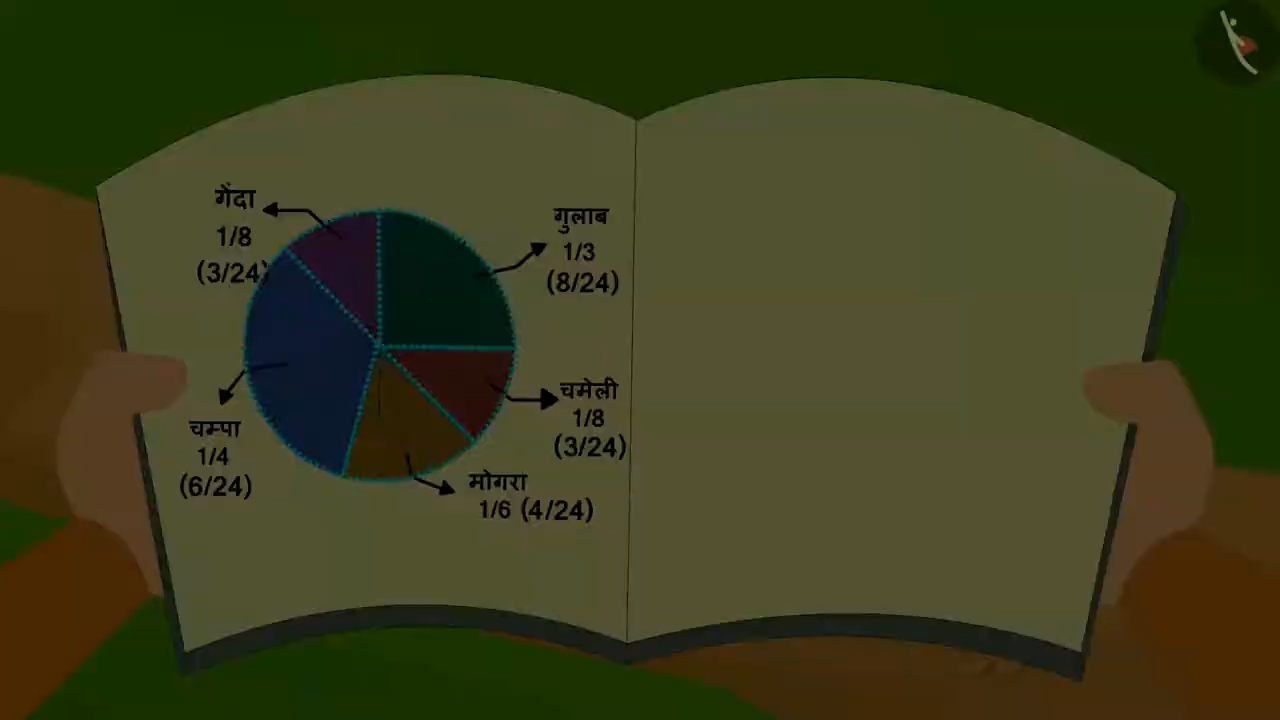 गेंदा
1/8
(3/24)
गुलाब
1/3
(8/24)
चमेली
1/8
(3/24)
चम्पा
1/4
(6/24)
मोगरा
1/6 (4/24)